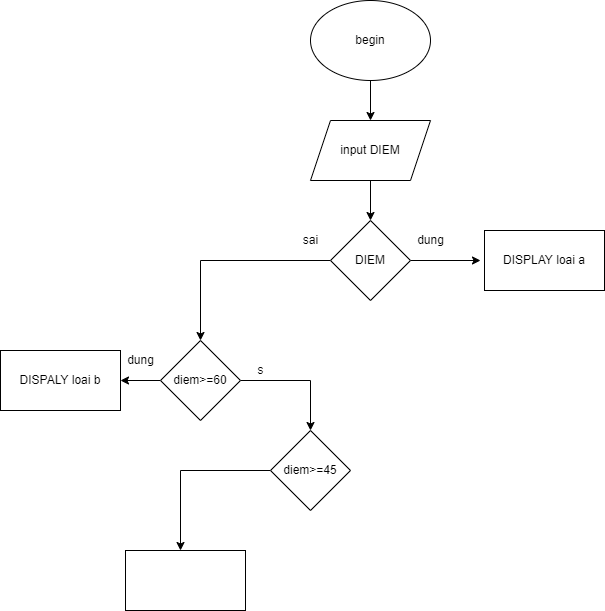 begin
input DIEM
sai
dung
DIEM
DISPLAY loai a
dung
s
DISPALY loai b
diem>=60
diem>=45